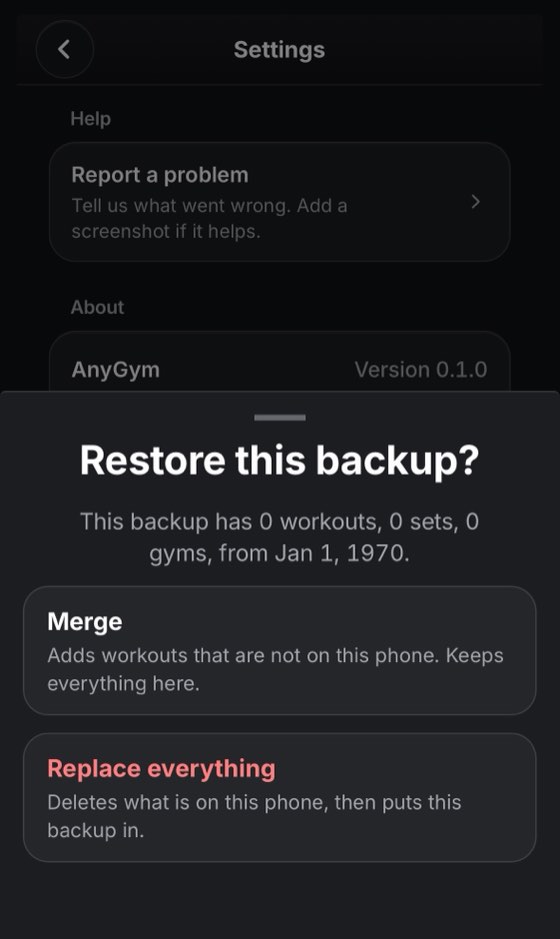 Settings
Help
Report a problem
Tell us what went wrong. Add a
screenshot if it helps.
About
AnyGym
Version 0.1.0
Restore this backup?
This backup has 0 workouts, 0 sets, 0
gyms, from Jan 1, 1970.
Merge
Adds workouts that are not on this phone. Keeps
everything here.
Replace everything
Deletes what is on this phone, then puts this
backup in.